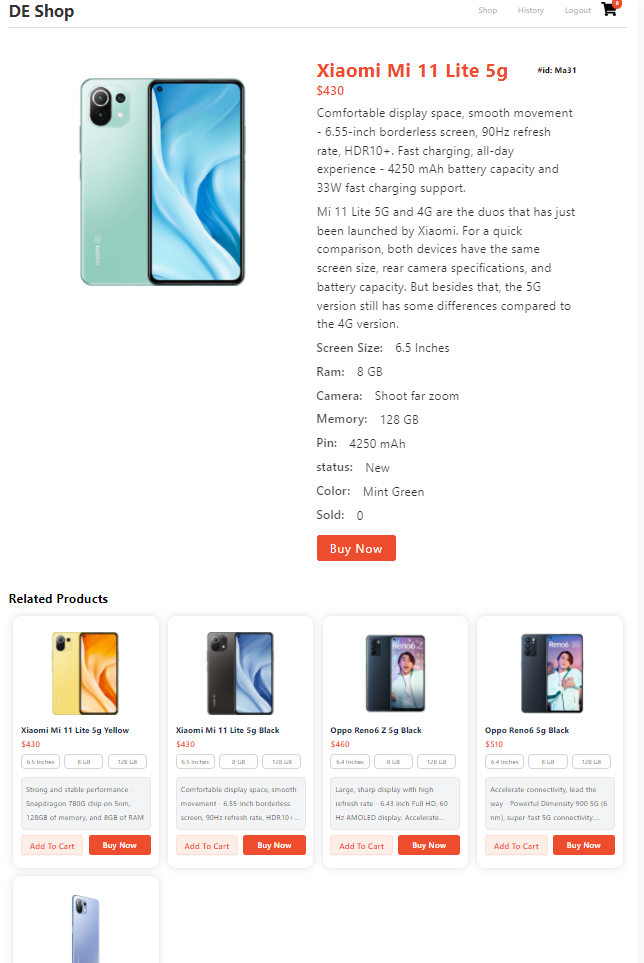 DE Shop
Shop
History
Logout
Xiaomi Mi 11 Lite 5g
#id: Ma31
$430
Comfortable display space, smooth movement
- 6.55-inch borderless screen, 90Hz refresh
rate, HDR10+. Fast charging, all-day
experience - 4250 mAh battery capacity and
33W fast charging support.
Mi 11 Lite 5G and 4G are the duos that has just
been launched by Xiaomi. For a quick
comparison, both devices have the same
screen size, rear camera specifications, and
battery capacity. But besides that, the 5G
version still has some differences compared to
the 4G version.
Screen Size: 6.5 Inches
Ram: 8 GB
Camera: Shoot far zoom
Memory: 128 GB
Pin: 4250 mAh
status: New
Color: Mint Green
Sold: 0
Buy Now
Related Products
Xiaomi Mi 11 Lite 5g Yellow
$430
6.5 Inches
8 GB
128 GB
Strong and stable performance -
Snapdragon 780G chip on 5nm,
128GB of memory, and 8GB of RAM
Add To Cart
Buy Now
Xiaomi Mi 11 Lite 5g Black
$430
6.5 Inches
8 GB
128 GB
Comfortable display space, smooth
movement - 6.55-inch borderless
screen, 90Hz refresh rate, HDR10+...
Add To Cart
Buy Now
Reno6 Z
Oppo Reno6 Z 5g Black
$460
6.4 Inches
8 GB
128 GB
Large, sharp display with high
refresh rate - 6.43 inch Full HD, 60
Hz AMOLED display. Accelerate...
Add To Cart
Buy Now
Reno6
Oppo Reno6 5g Black
$510
6.4 Inches
8 GB
128 GB
Accelerate connectivity, lead the
way - Powerful Dimensity 900 5G (6
nm), super-fast 5G connectivity....
Add To Cart
Buy Now